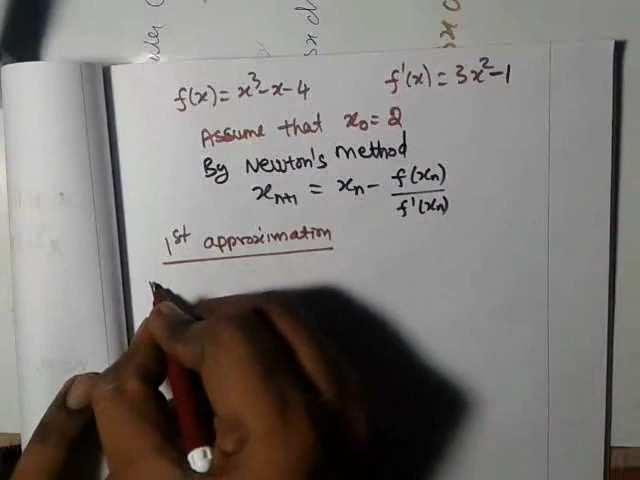 f(x) = x³ - x - 4 f'(x) = 3x² - 1
Assume that x₀ = 2
By Newton's method
xₙ₊₁ = xₙ - f(xₙ) / f'(xₙ)
1st approximation